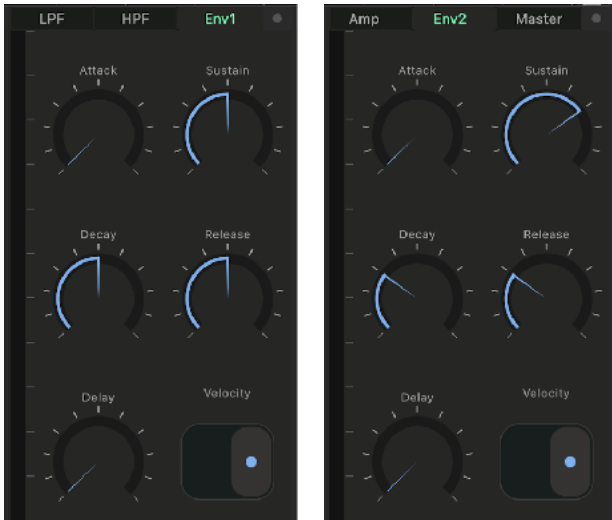 LPF HPF Env1
Attack Sustain
Decay Release
Delay Velocity
Amp Env2 Master
Attack Sustain
Decay Release
Delay Velocity